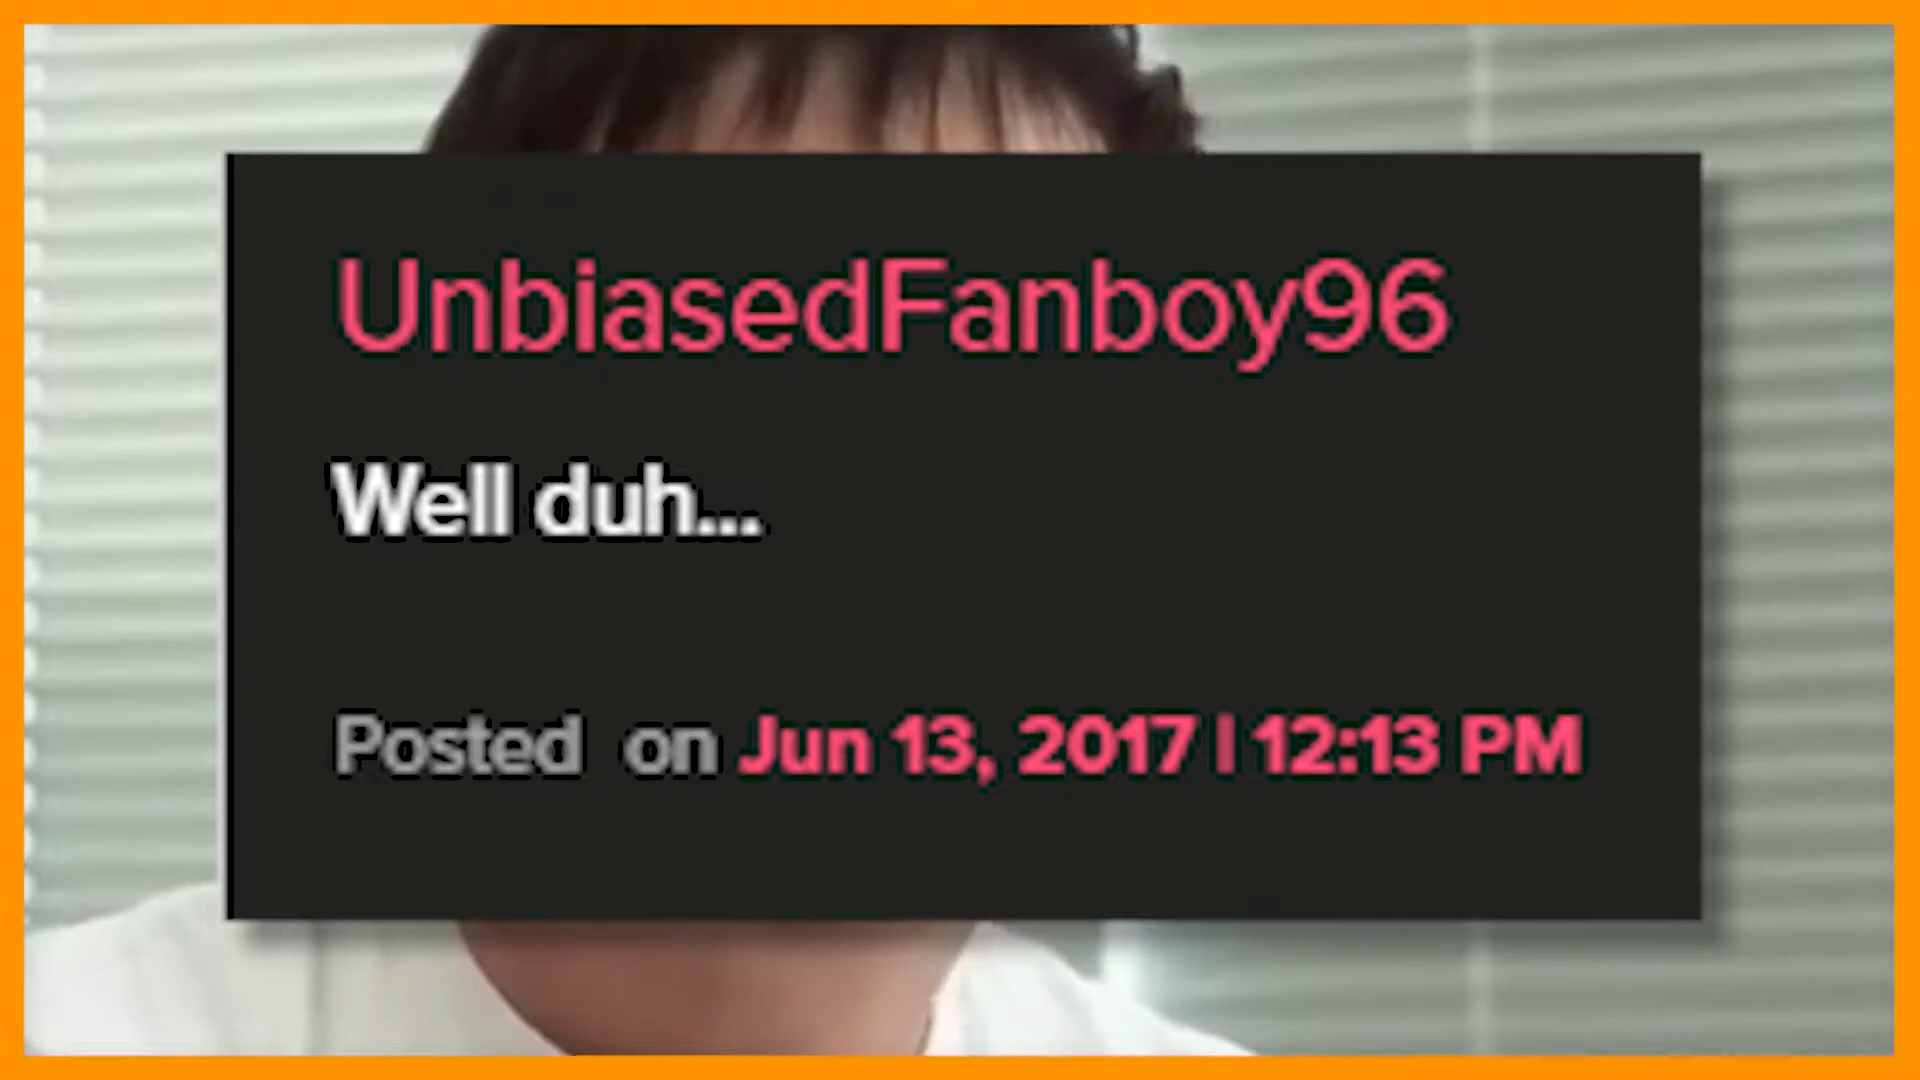 UnbiasedFanboy96
Well duh...
Posted on Jun 13, 2017 | 12:13 PM